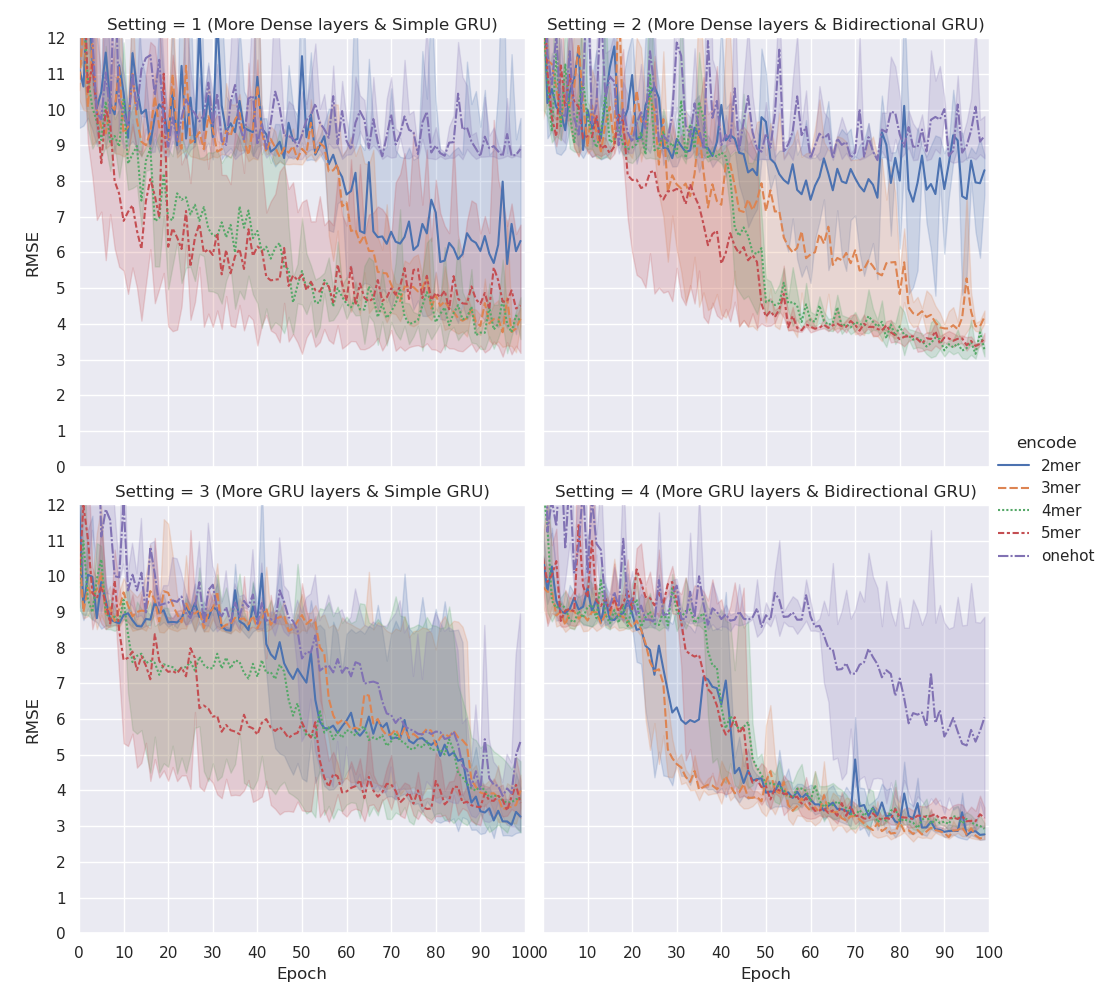 Setting = 1 (More Dense layers & Simple GRU)
Setting = 2 (More Dense layers & Bidirectional GRU)
12
11
10
9
8
7
6
5
4
3
2
1
0
RMSE
encode
2mer
3mer
4mer
5mer
onehot
Setting = 3 (More GRU layers & Simple GRU)
Setting = 4 (More GRU layers & Bidirectional GRU)
12
11
10
9
8
7
6
5
4
3
2
1
0
RMSE
0 10 20 30 40 50 60 70 80 90 100
0 10 20 30 40 50 60 70 80 90 100
Epoch
Epoch